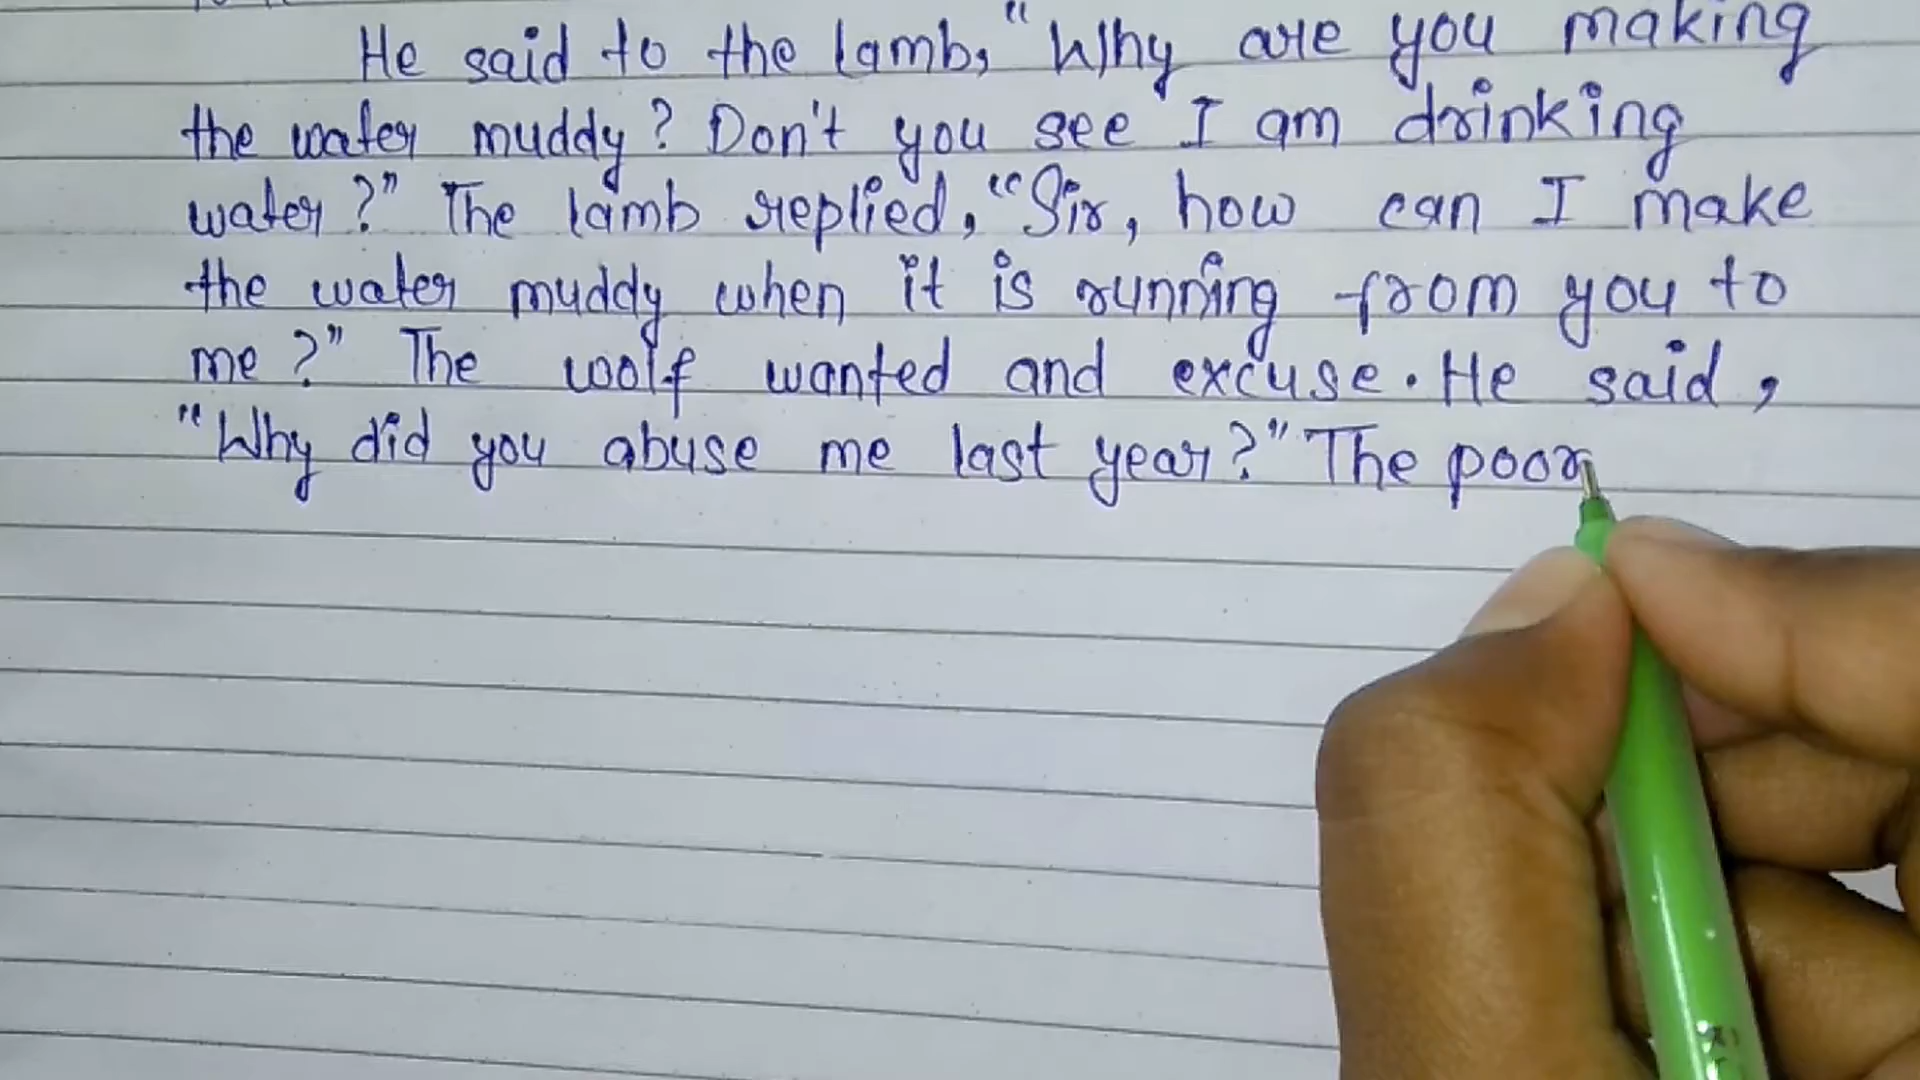 He said to the lamb, "Why are you making
the water muddy? Don't you see I am drinking
water?" The lamb replied, "Sir, how can I make
the water muddy when it is running from you to
me?" The wolf wanted and excuse. He said,
"Why did you abuse me last year?" The poor